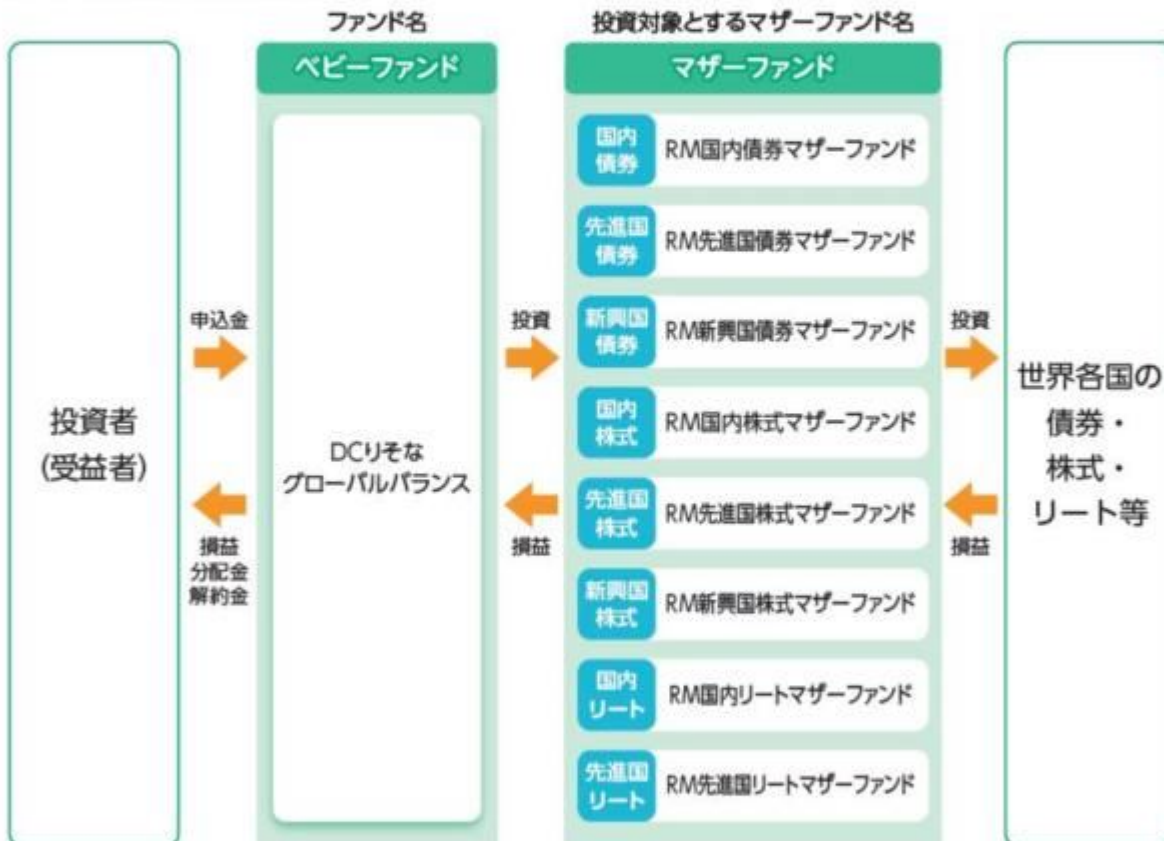 ファンド名
投資対象とするマザーファンド名
ベビーファンド
マザーファンド
投資者
(受益者)
申込金
損益
分配金
解約金
DCりそな
グローバルバランス
投資
損益
国内
債券
RM国内債券マザーファンド
先進国
債券
RM先進国債券マザーファンド
新興国
債券
RM新興国債券マザーファンド
国内
株式
RM国内株式マザーファンド
先進国
株式
RM先進国株式マザーファンド
新興国
株式
RM新興国株式マザーファンド
国内
リート
RM国内リートマザーファンド
先進国
リート
RM先進国リートマザーファンド
投資
損益
世界各国の
債券・
株式・
リート等